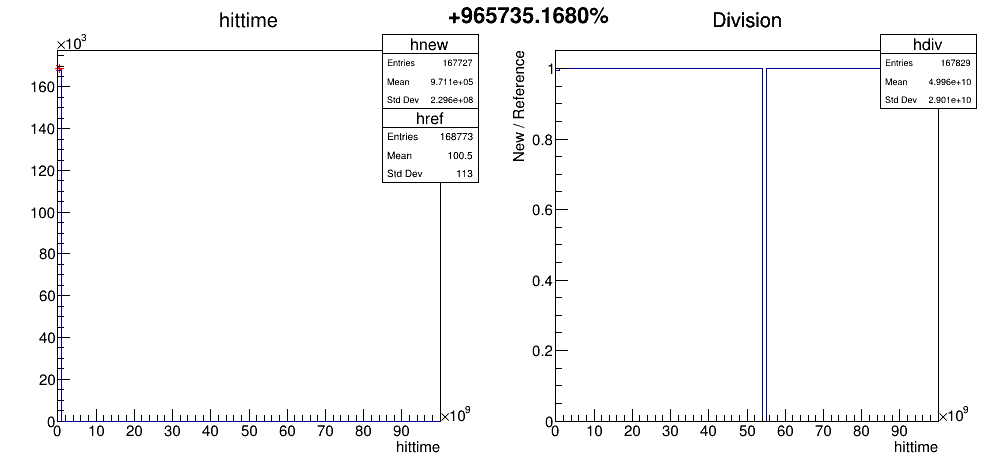 +965735.1680%
hittime
×10³
hnew
Entries 167727
Mean 9.711e+05
Std Dev 2.296e+08
href
Entries 168773
Mean 100.5
Std Dev 113
160
140
120
100
80
60
40
20
0
0 10 20 30 40 50 60 70 80 90
×10⁹
hittime
Division
hdiv
Entries 167829
Mean 4.996e+10
Std Dev 2.901e+10
New / Reference
1
0.8
0.6
0.4
0.2
0
0 10 20 30 40 50 60 70 80 90
×10⁹
hittime